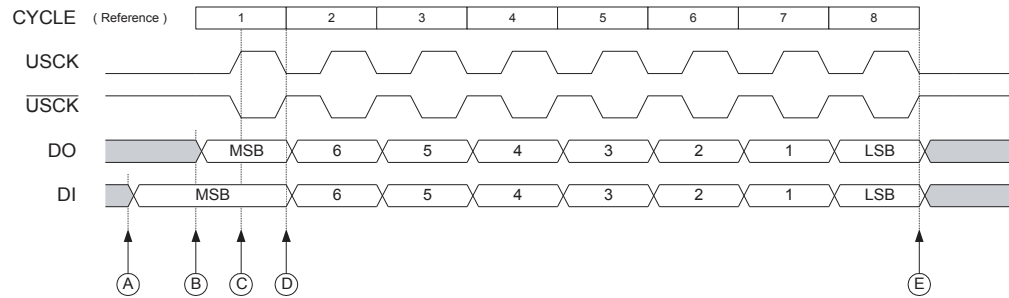 CYCLE ( Reference ) 1 2 3 4 5 6 7 8
USCK
USCK
DO MSB 6 5 4 3 2 1 LSB
DI MSB 6 5 4 3 2 1 LSB
A B C D E